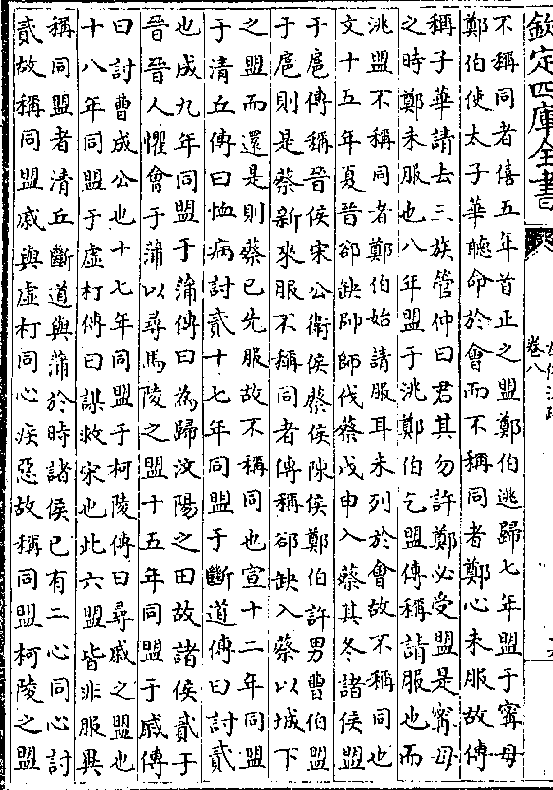 欽定四庫全書
卷八
不稱同者僖五年首止之盟鄭伯逃歸七年盟于甯母
鄭伯使太子華聽命於會而不稱同者鄭心未服故傳
稱子華請去三族管仲曰君其勿許鄭必受盟是甯母
之時鄭未服也八年盟于洮鄭伯乞盟傳稱請服也而
洮盟不稱同者鄭伯始請服耳未列於會故不稱同也
文十五年夏晉郤缺帥師伐蔡戊申入蔡其冬諸侯盟
于扈傳稱晉侯宋公衛侯蔡侯陳侯鄭伯許男曹伯盟
于扈則是蔡新來服不稱同者傳稱郤缺入蔡以城下
之盟而還是則蔡已先服故不稱同也宣十二年同盟
于清丘傳曰恤病討貳十七年同盟于斷道傳曰討貳
也成九年同盟于蒲傳曰為歸汶陽之田故諸侯貳于
晉晉人懼會于蒲以尋馬陵之盟十五年同盟于戚傳
曰討曹成公也十七年同盟于柯陵傳曰尋戚之盟也
十八年同盟于虛朾傳曰謀救宋也此六盟皆非服異
稱同盟者清丘斷道與蒲於時諸侯已有二心同心討
貳故稱同盟戚與虛朾同心疾惡故稱同盟柯陵之盟